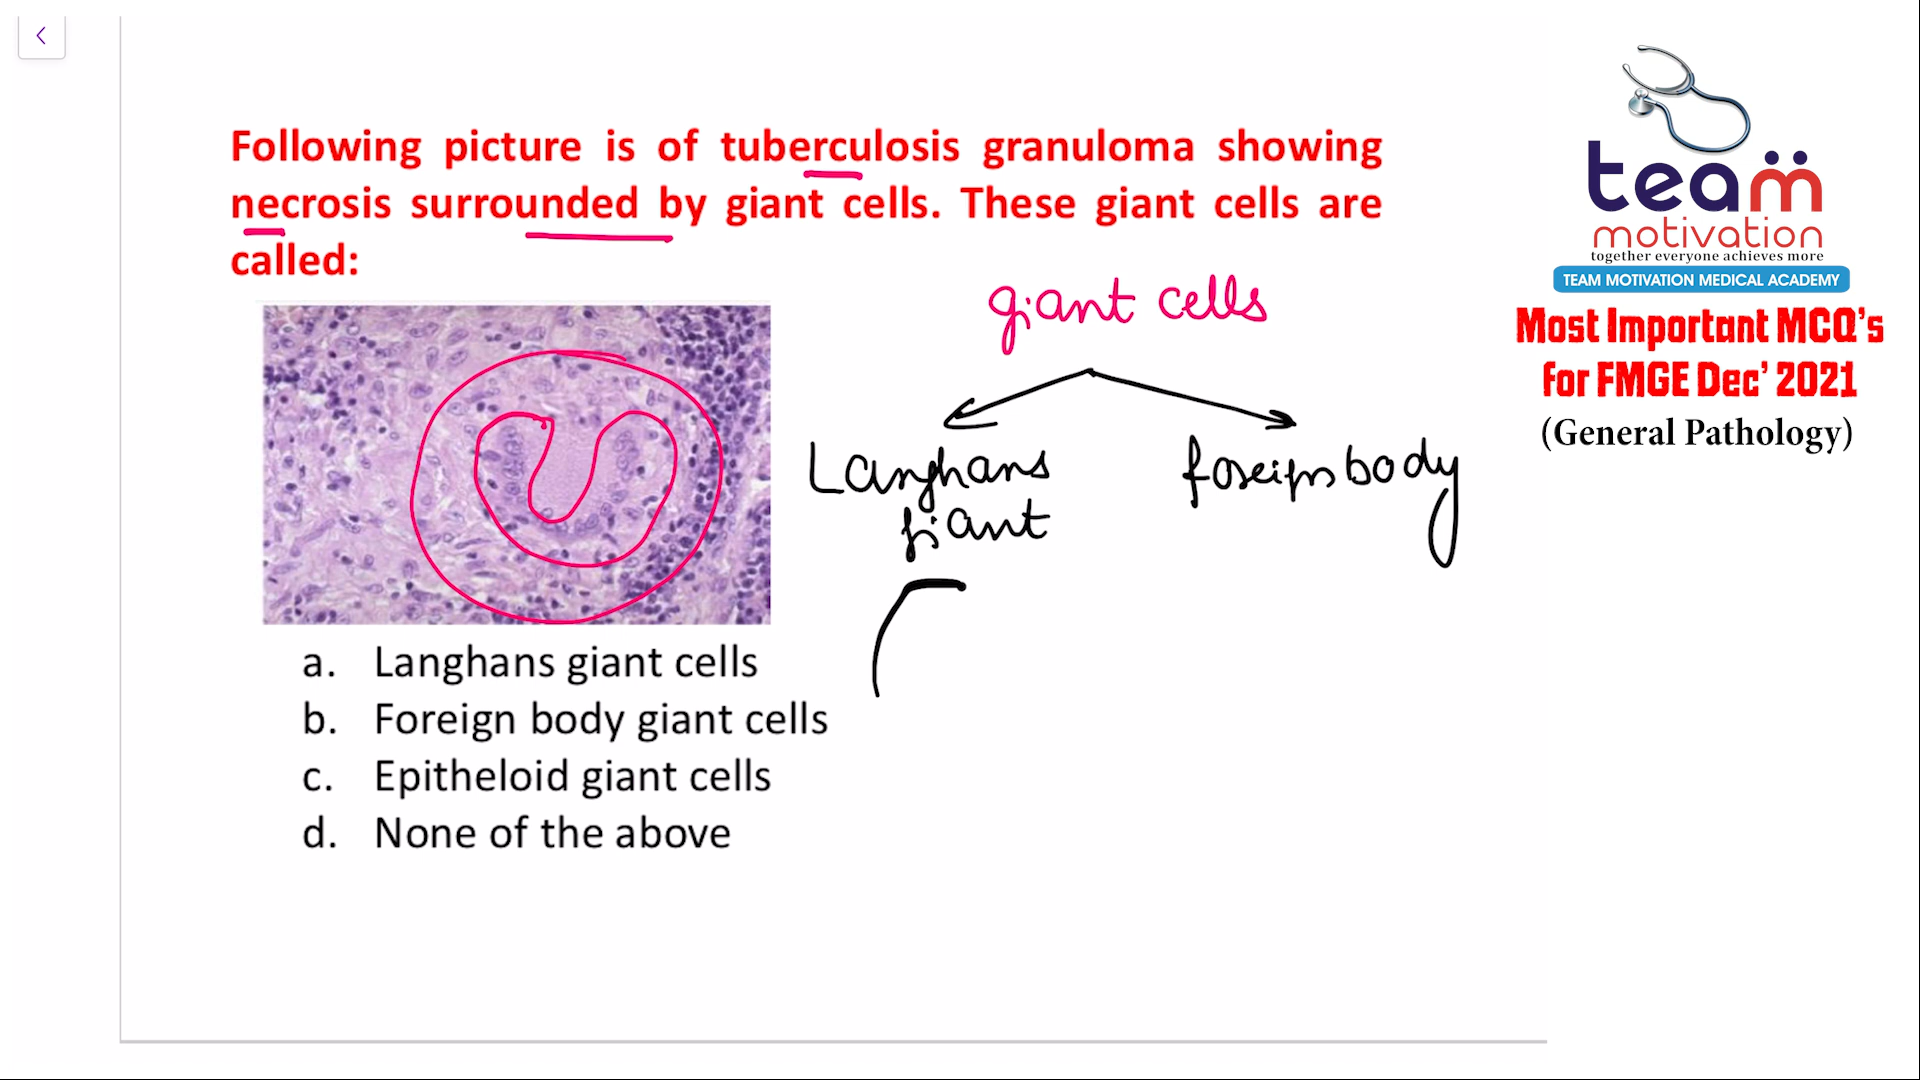 Following picture is of tuberculosis granuloma showing
necrosis surrounded by giant cells. These giant cells are
called:
giant cells
Langhans
giant
foreign body
a. Langhans giant cells
b. Foreign body giant cells
c. Epitheloid giant cells
d. None of the above
team
motivation
together everyone achieves more
TEAM MOTIVATION MEDICAL ACADEMY
Most Important MCQ's
for FMGE Dec' 2021
(General Pathology)